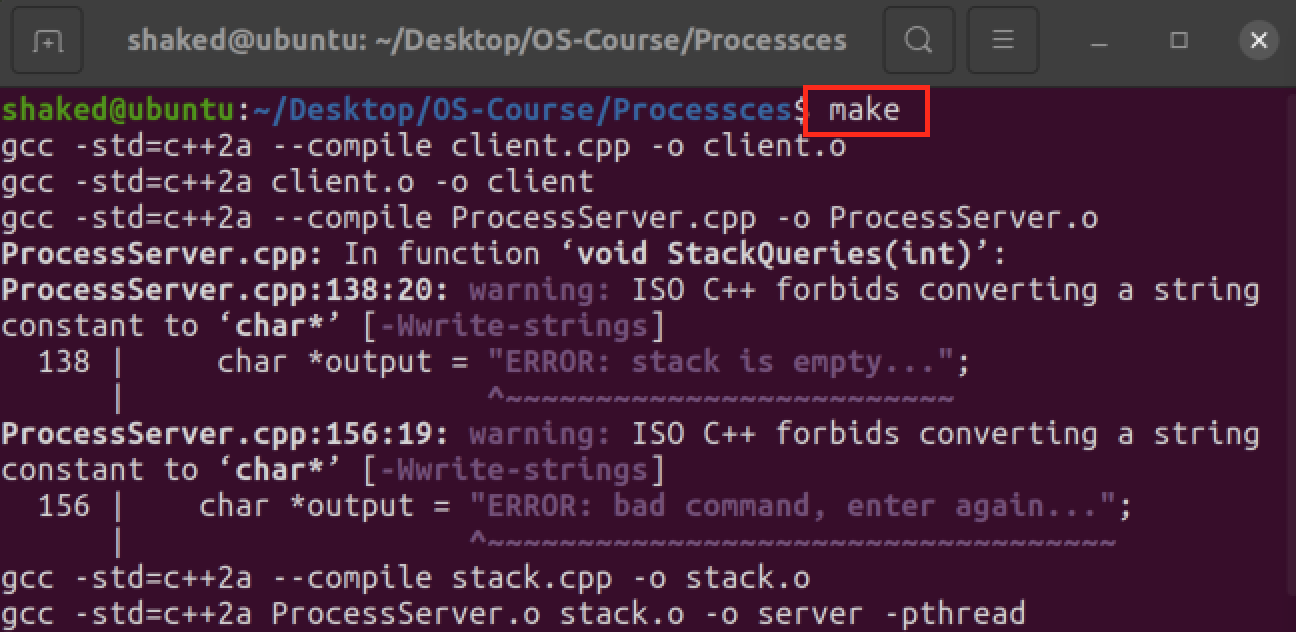 shaked@ubuntu: ~/Desktop/OS-Course/Processces
shaked@ubuntu:~/Desktop/OS-Course/Processces$ make
gcc -std=c++2a --compile client.cpp -o client.o
gcc -std=c++2a client.o -o client
gcc -std=c++2a --compile ProcessServer.cpp -o ProcessServer.o
ProcessServer.cpp: In function ‘void StackQueries(int)’:
ProcessServer.cpp:138:20: warning: ISO C++ forbids converting a string
constant to ‘char*’ [-Wwrite-strings]
  138 |     char *output = "ERROR: stack is empty...";
      |                    ^~~~~~~~~~~~~~~~~~~~~~~~~~
ProcessServer.cpp:156:19: warning: ISO C++ forbids converting a string
constant to ‘char*’ [-Wwrite-strings]
  156 |    char *output = "ERROR: bad command, enter again...";
      |                   ^~~~~~~~~~~~~~~~~~~~~~~~~~~~~~~~~~~~
gcc -std=c++2a --compile stack.cpp -o stack.o
gcc -std=c++2a ProcessServer.o stack.o -o server -pthread